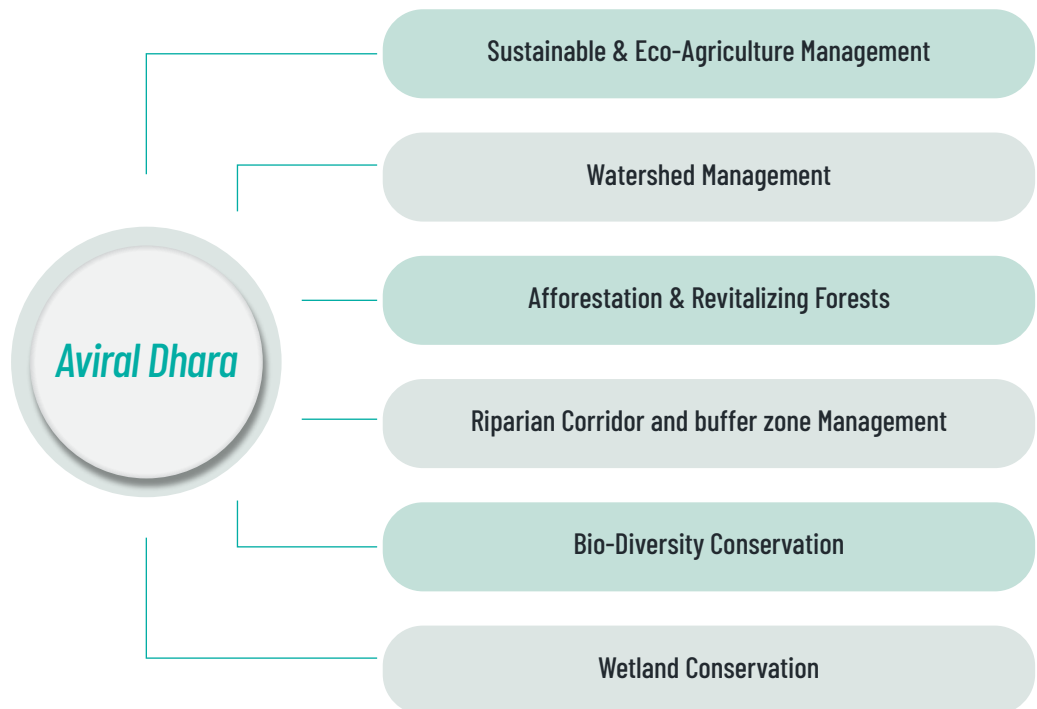 Sustainable & Eco-Agriculture Management
Watershed Management
Afforestation & Revitalizing Forests
Aviral Dhara
Riparian Corridor and buffer zone Management
Bio-Diversity Conservation
Wetland Conservation